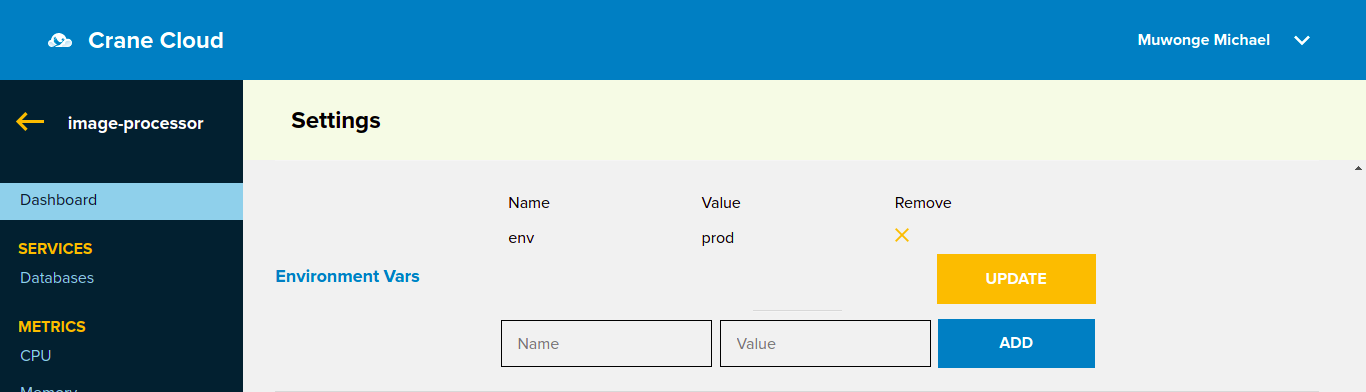 Crane Cloud
Muwonge Michael
image-processor
Settings
Dashboard
SERVICES
Databases
METRICS
CPU
Memory
Name Value Remove
env prod
Environment Vars
UPDATE
Name Value ADD